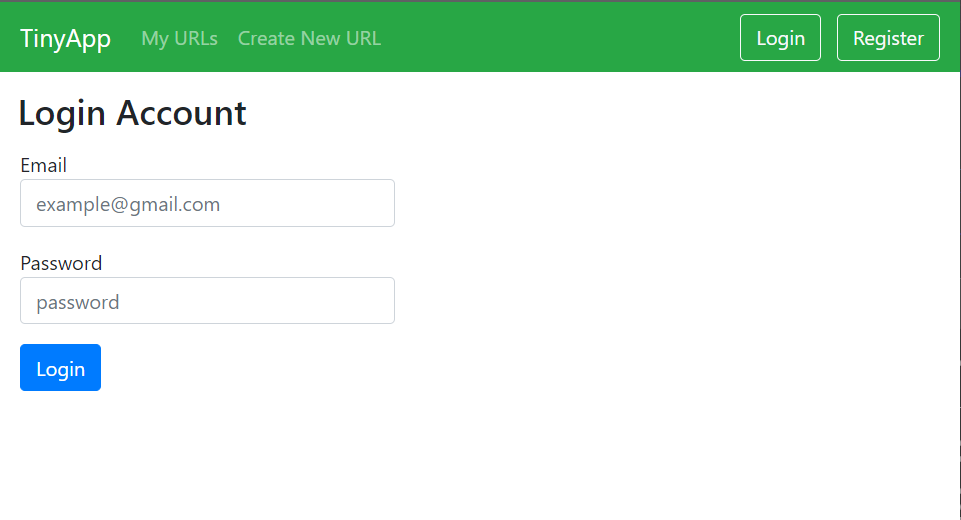 TinyApp My URLs Create New URL Login Register
Login Account
Email
example@gmail.com
Password
password
Login